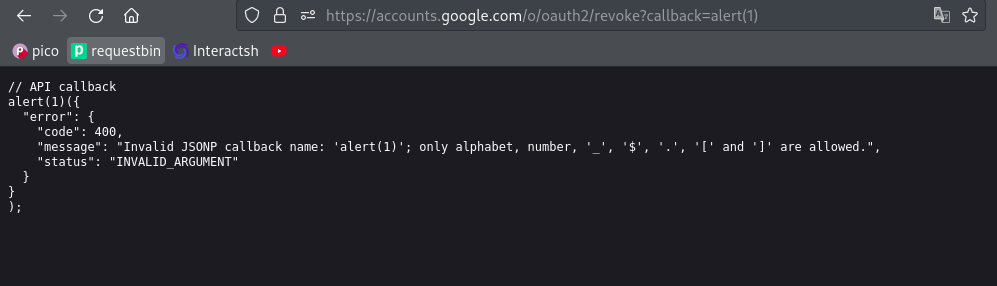 https://accounts.google.com/o/oauth2/revoke?callback=alert(1)
pico requestbin Interactsh
// API callback
alert(1)({
  "error": {
    "code": 400,
    "message": "Invalid JSONP callback name: 'alert(1)'; only alphabet, number, '_', '$', '.', '[' and ']' are allowed.",
    "status": "INVALID_ARGUMENT"
  }
}
);